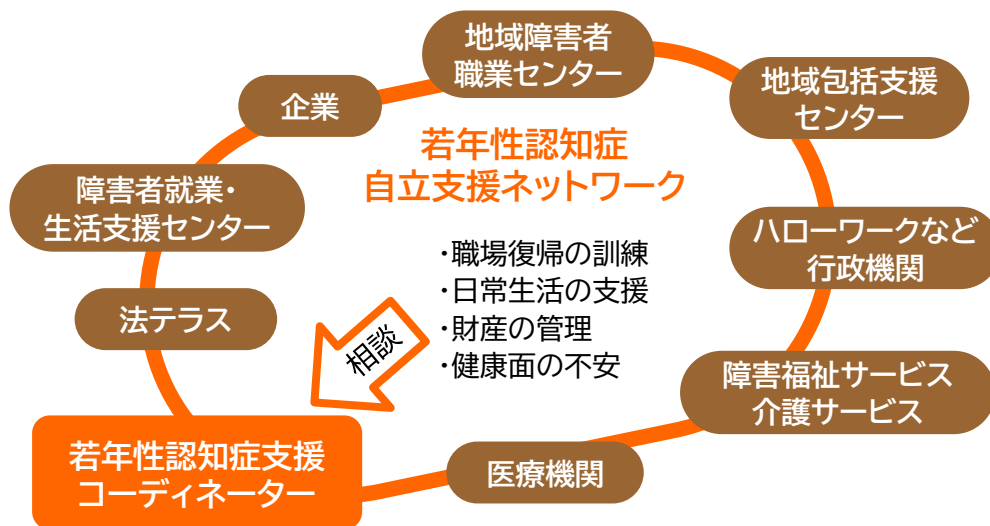 地域障害者
職業センター
企業
地域包括支援
センター
若年性認知症
自立支援ネットワーク
障害者就業・
生活支援センター
ハローワークなど
行政機関
・職場復帰の訓練
・日常生活の支援
・財産の管理
・健康面の不安
法テラス
相談
障害福祉サービス
介護サービス
若年性認知症支援
コーディネーター
医療機関